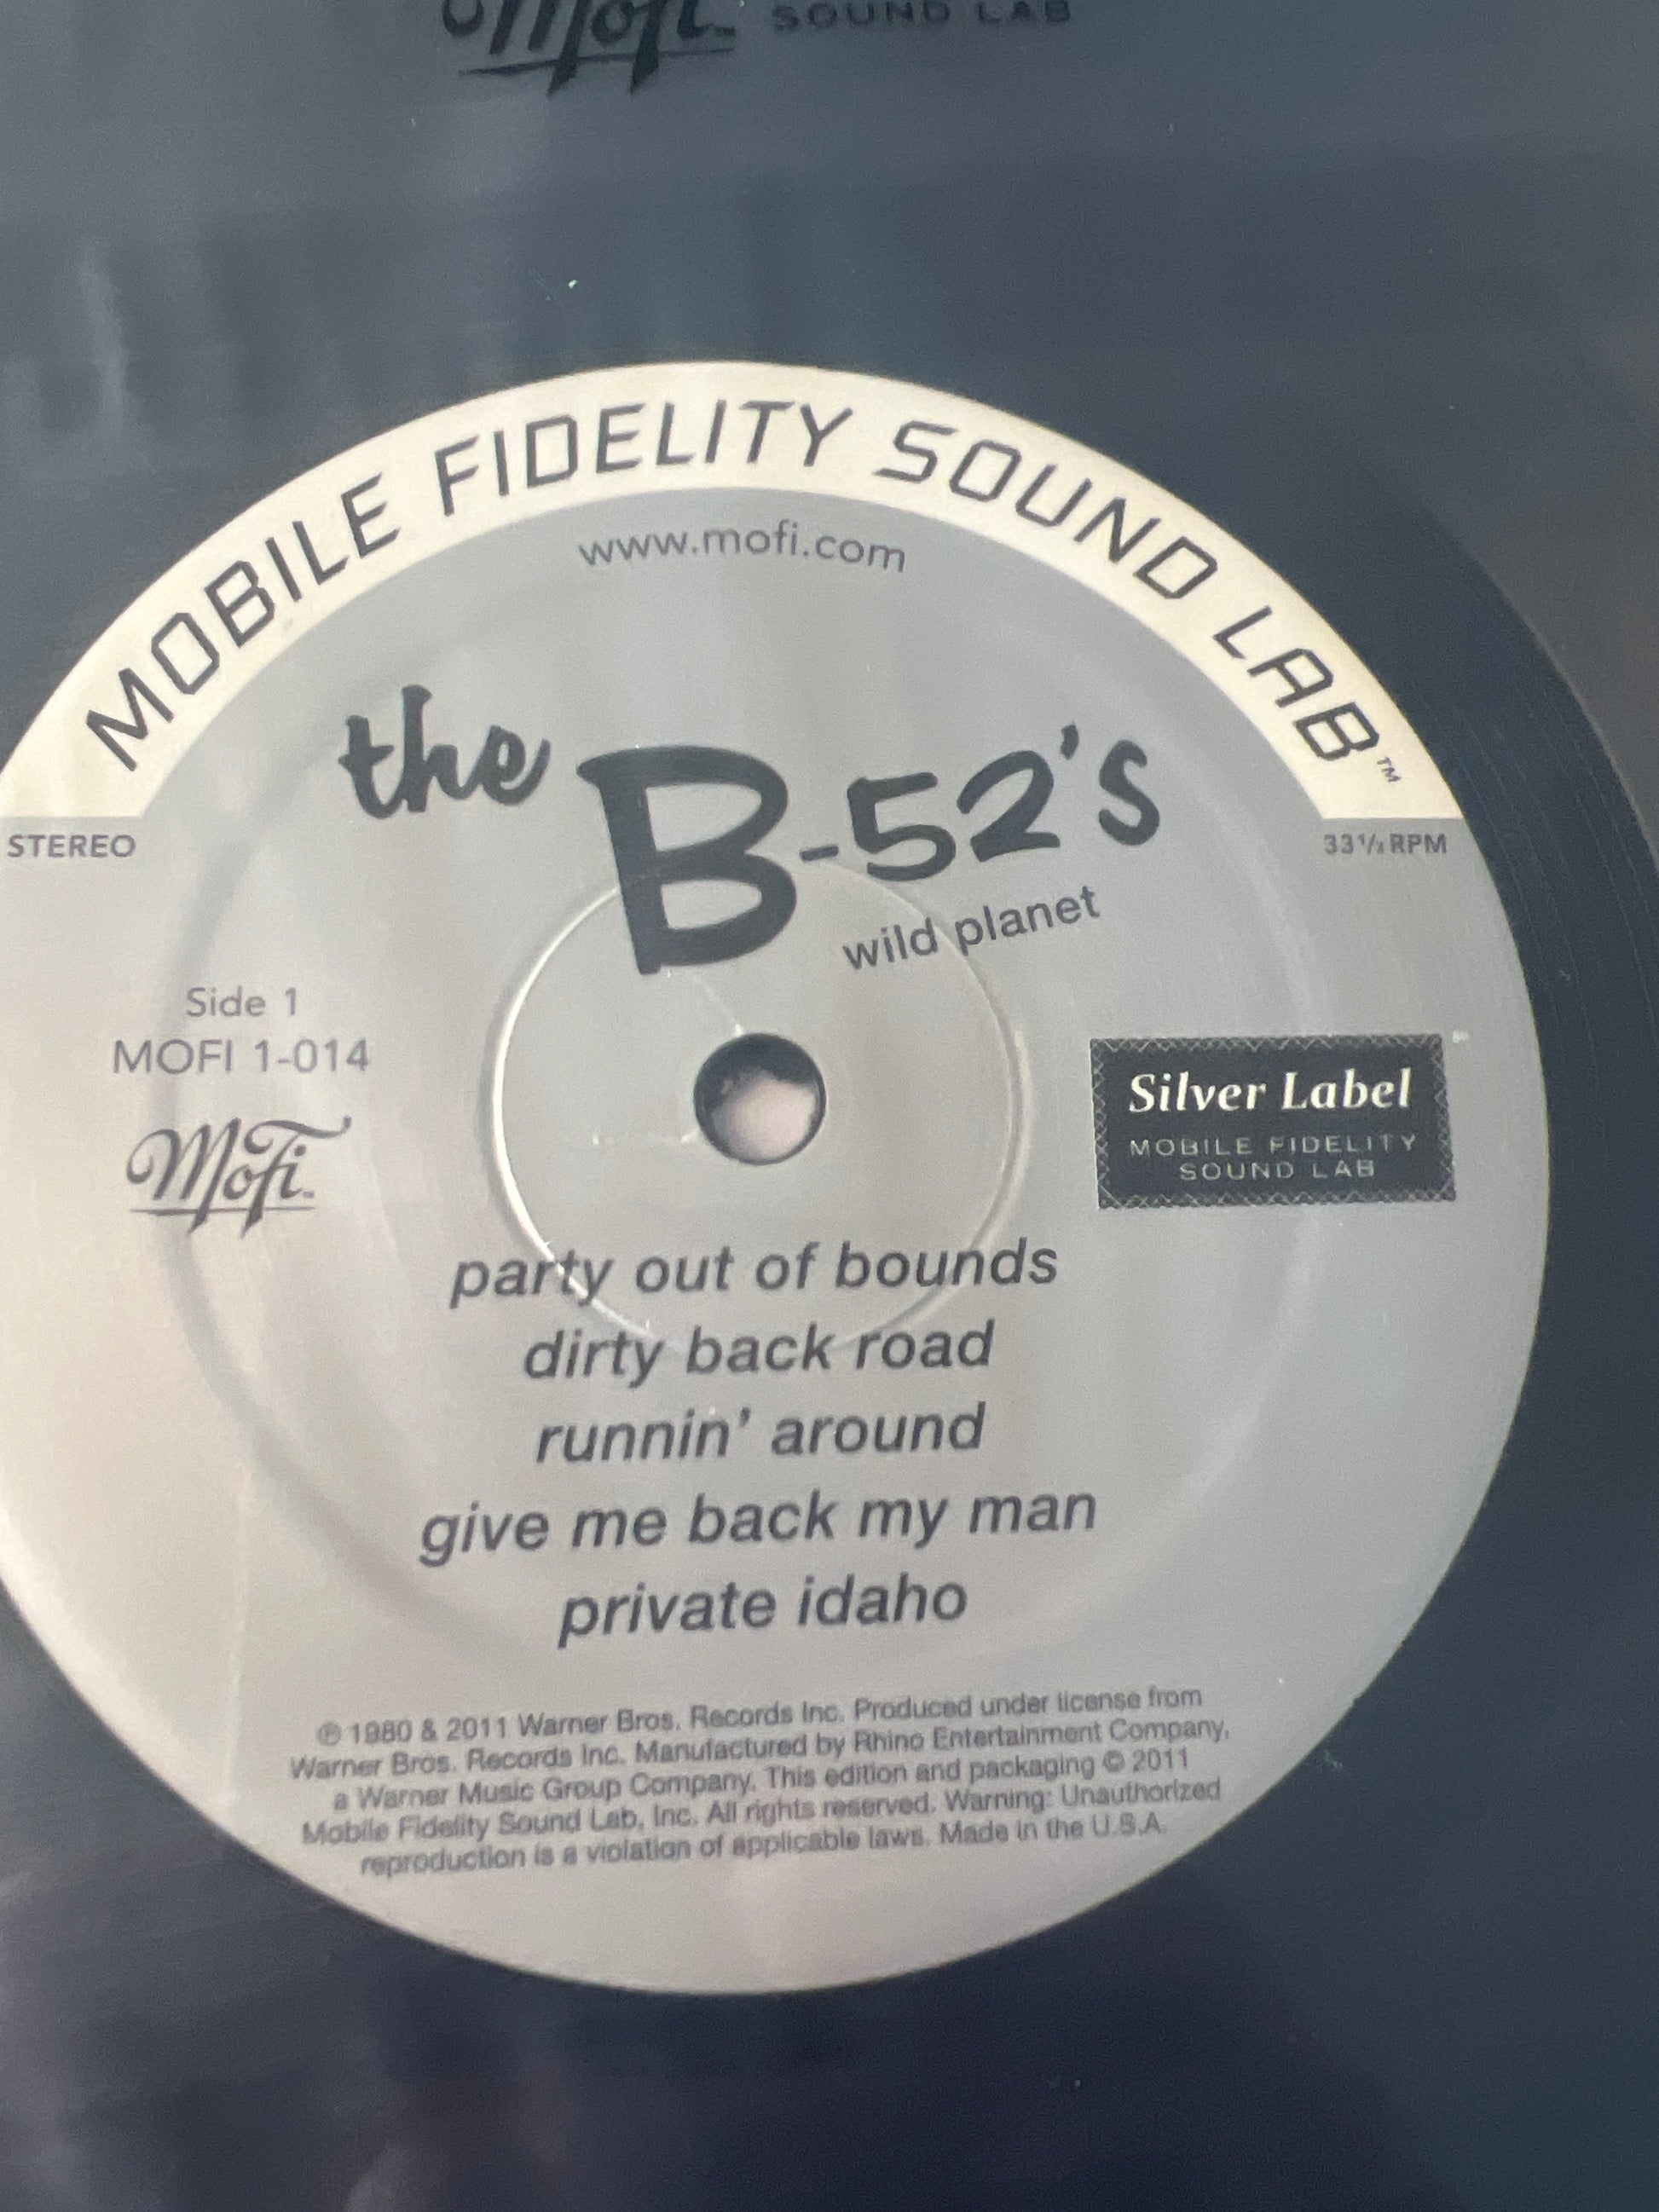 Mofi™ SOUND LAB
MOBILE FIDELITY SOUND LAB™
www.mofi.com
the B-52's
wild planet
STEREO
33 1/3 RPM
Side 1
MOFI 1-014
Mofi™
Silver Label
MOBILE FIDELITY
SOUND LAB
party out of bounds
dirty back road
runnin' around
give me back my man
private idaho
℗ 1980 & 2011 Warner Bros. Records Inc. Produced under license from
Warner Bros. Records Inc. Manufactured by Rhino Entertainment Company,
a Warner Music Group Company. This edition and packaging © 2011
Mobile Fidelity Sound Lab, Inc. All rights reserved. Warning: Unauthorized
reproduction is a violation of applicable laws. Made in the U.S.A.